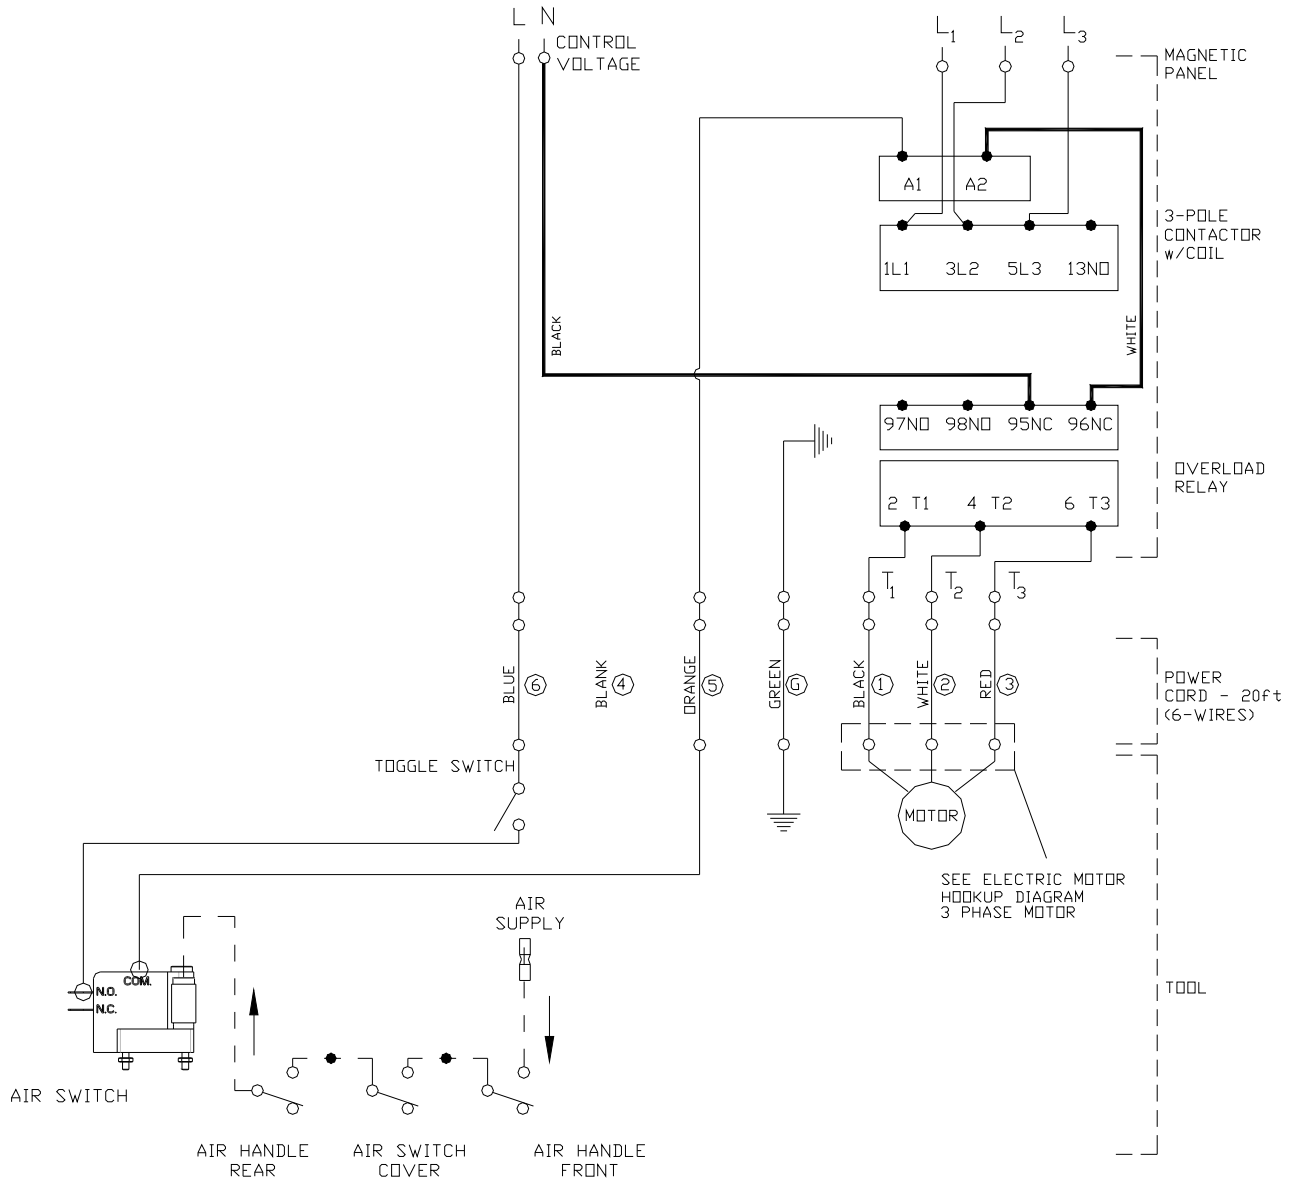 L N
CONTROL
VOLTAGE
L1
L2
L3
MAGNETIC
PANEL
A1
A2
3-POLE
CONTACTOR
W/COIL
1L1
3L2
5L3
13NO
BLACK
WHITE
97NO
98NO
95NC
96NC
OVERLOAD
RELAY
2 T1
4 T2
6 T3
T1
T2
T3
BLUE
6
BLANK
4
ORANGE
5
GREEN
G
BLACK
1
WHITE
2
RED
3
POWER
CORD - 20ft
(6-WIRES)
TOGGLE SWITCH
MOTOR
SEE ELECTRIC MOTOR
HOOKUP DIAGRAM
3 PHASE MOTOR
AIR
SUPPLY
COM.
N.O.
N.C.
TOOL
AIR SWITCH
AIR HANDLE
REAR
AIR SWITCH
COVER
AIR HANDLE
FRONT